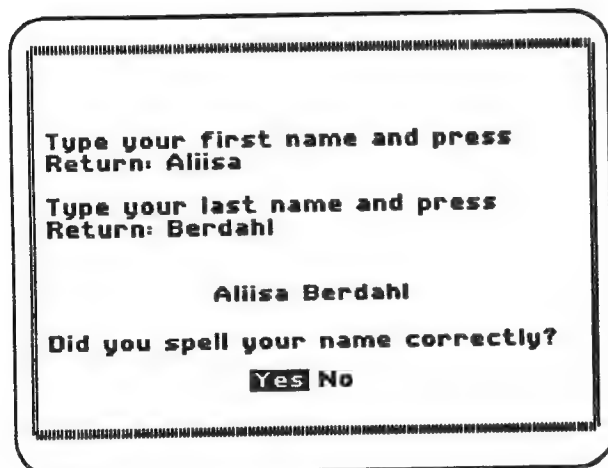 Type your first name and press
Return: Aliisa
Type your last name and press
Return: Berdahl
Aliisa Berdahl
Did you spell your name correctly?
Yes No